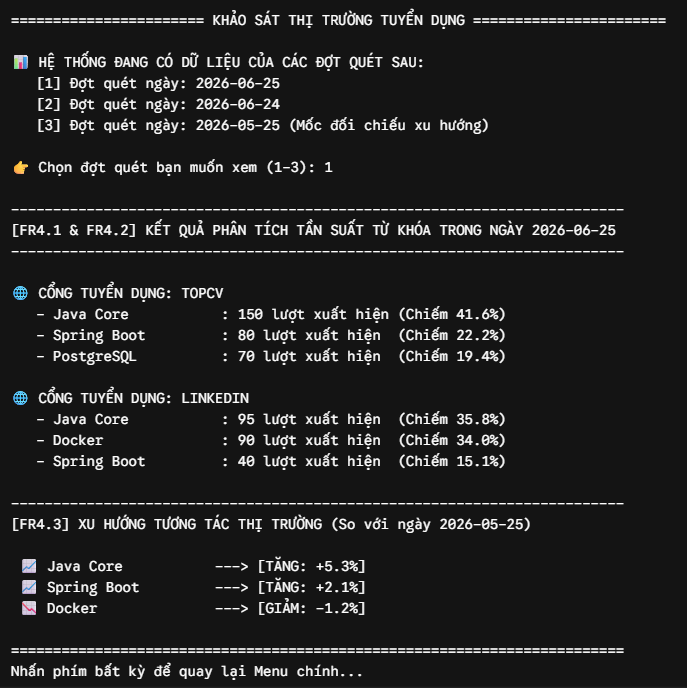 ======================= KHẢO SÁT THỊ TRƯỜNG TUYỂN DỤNG =======================
📊 HỆ THỐNG ĐANG CÓ DỮ LIỆU CỦA CÁC ĐỢT QUÉT SAU:
[1] Đợt quét ngày: 2026-06-25
[2] Đợt quét ngày: 2026-06-24
[3] Đợt quét ngày: 2026-05-25 (Mốc đối chiếu xu hướng)
👉 Chọn đợt quét bạn muốn xem (1-3): 1
-------------------------------------------------------------------------
[FR4.1 & FR4.2] KẾT QUẢ PHÂN TÍCH TẦN SUẤT TỪ KHÓA TRONG NGÀY 2026-06-25
-------------------------------------------------------------------------
🌐 CỔNG TUYỂN DỤNG: TOPCV
- Java Core : 150 lượt xuất hiện (Chiếm 41.6%)
- Spring Boot : 80 lượt xuất hiện (Chiếm 22.2%)
- PostgreSQL : 70 lượt xuất hiện (Chiếm 19.4%)
🌐 CỔNG TUYỂN DỤNG: LINKEDIN
- Java Core : 95 lượt xuất hiện (Chiếm 35.8%)
- Docker : 90 lượt xuất hiện (Chiếm 34.0%)
- Spring Boot : 40 lượt xuất hiện (Chiếm 15.1%)
-------------------------------------------------------------------------
[FR4.3] XU HƯỚNG TƯƠNG TÁC THỊ TRƯỜNG (So với ngày 2026-05-25)
📈 Java Core ---> [TĂNG: +5.3%]
📈 Spring Boot ---> [TĂNG: +2.1%]
📉 Docker ---> [GIẢM: -1.2%]
=========================================================================
Nhấn phím bất kỳ để quay lại Menu chính...